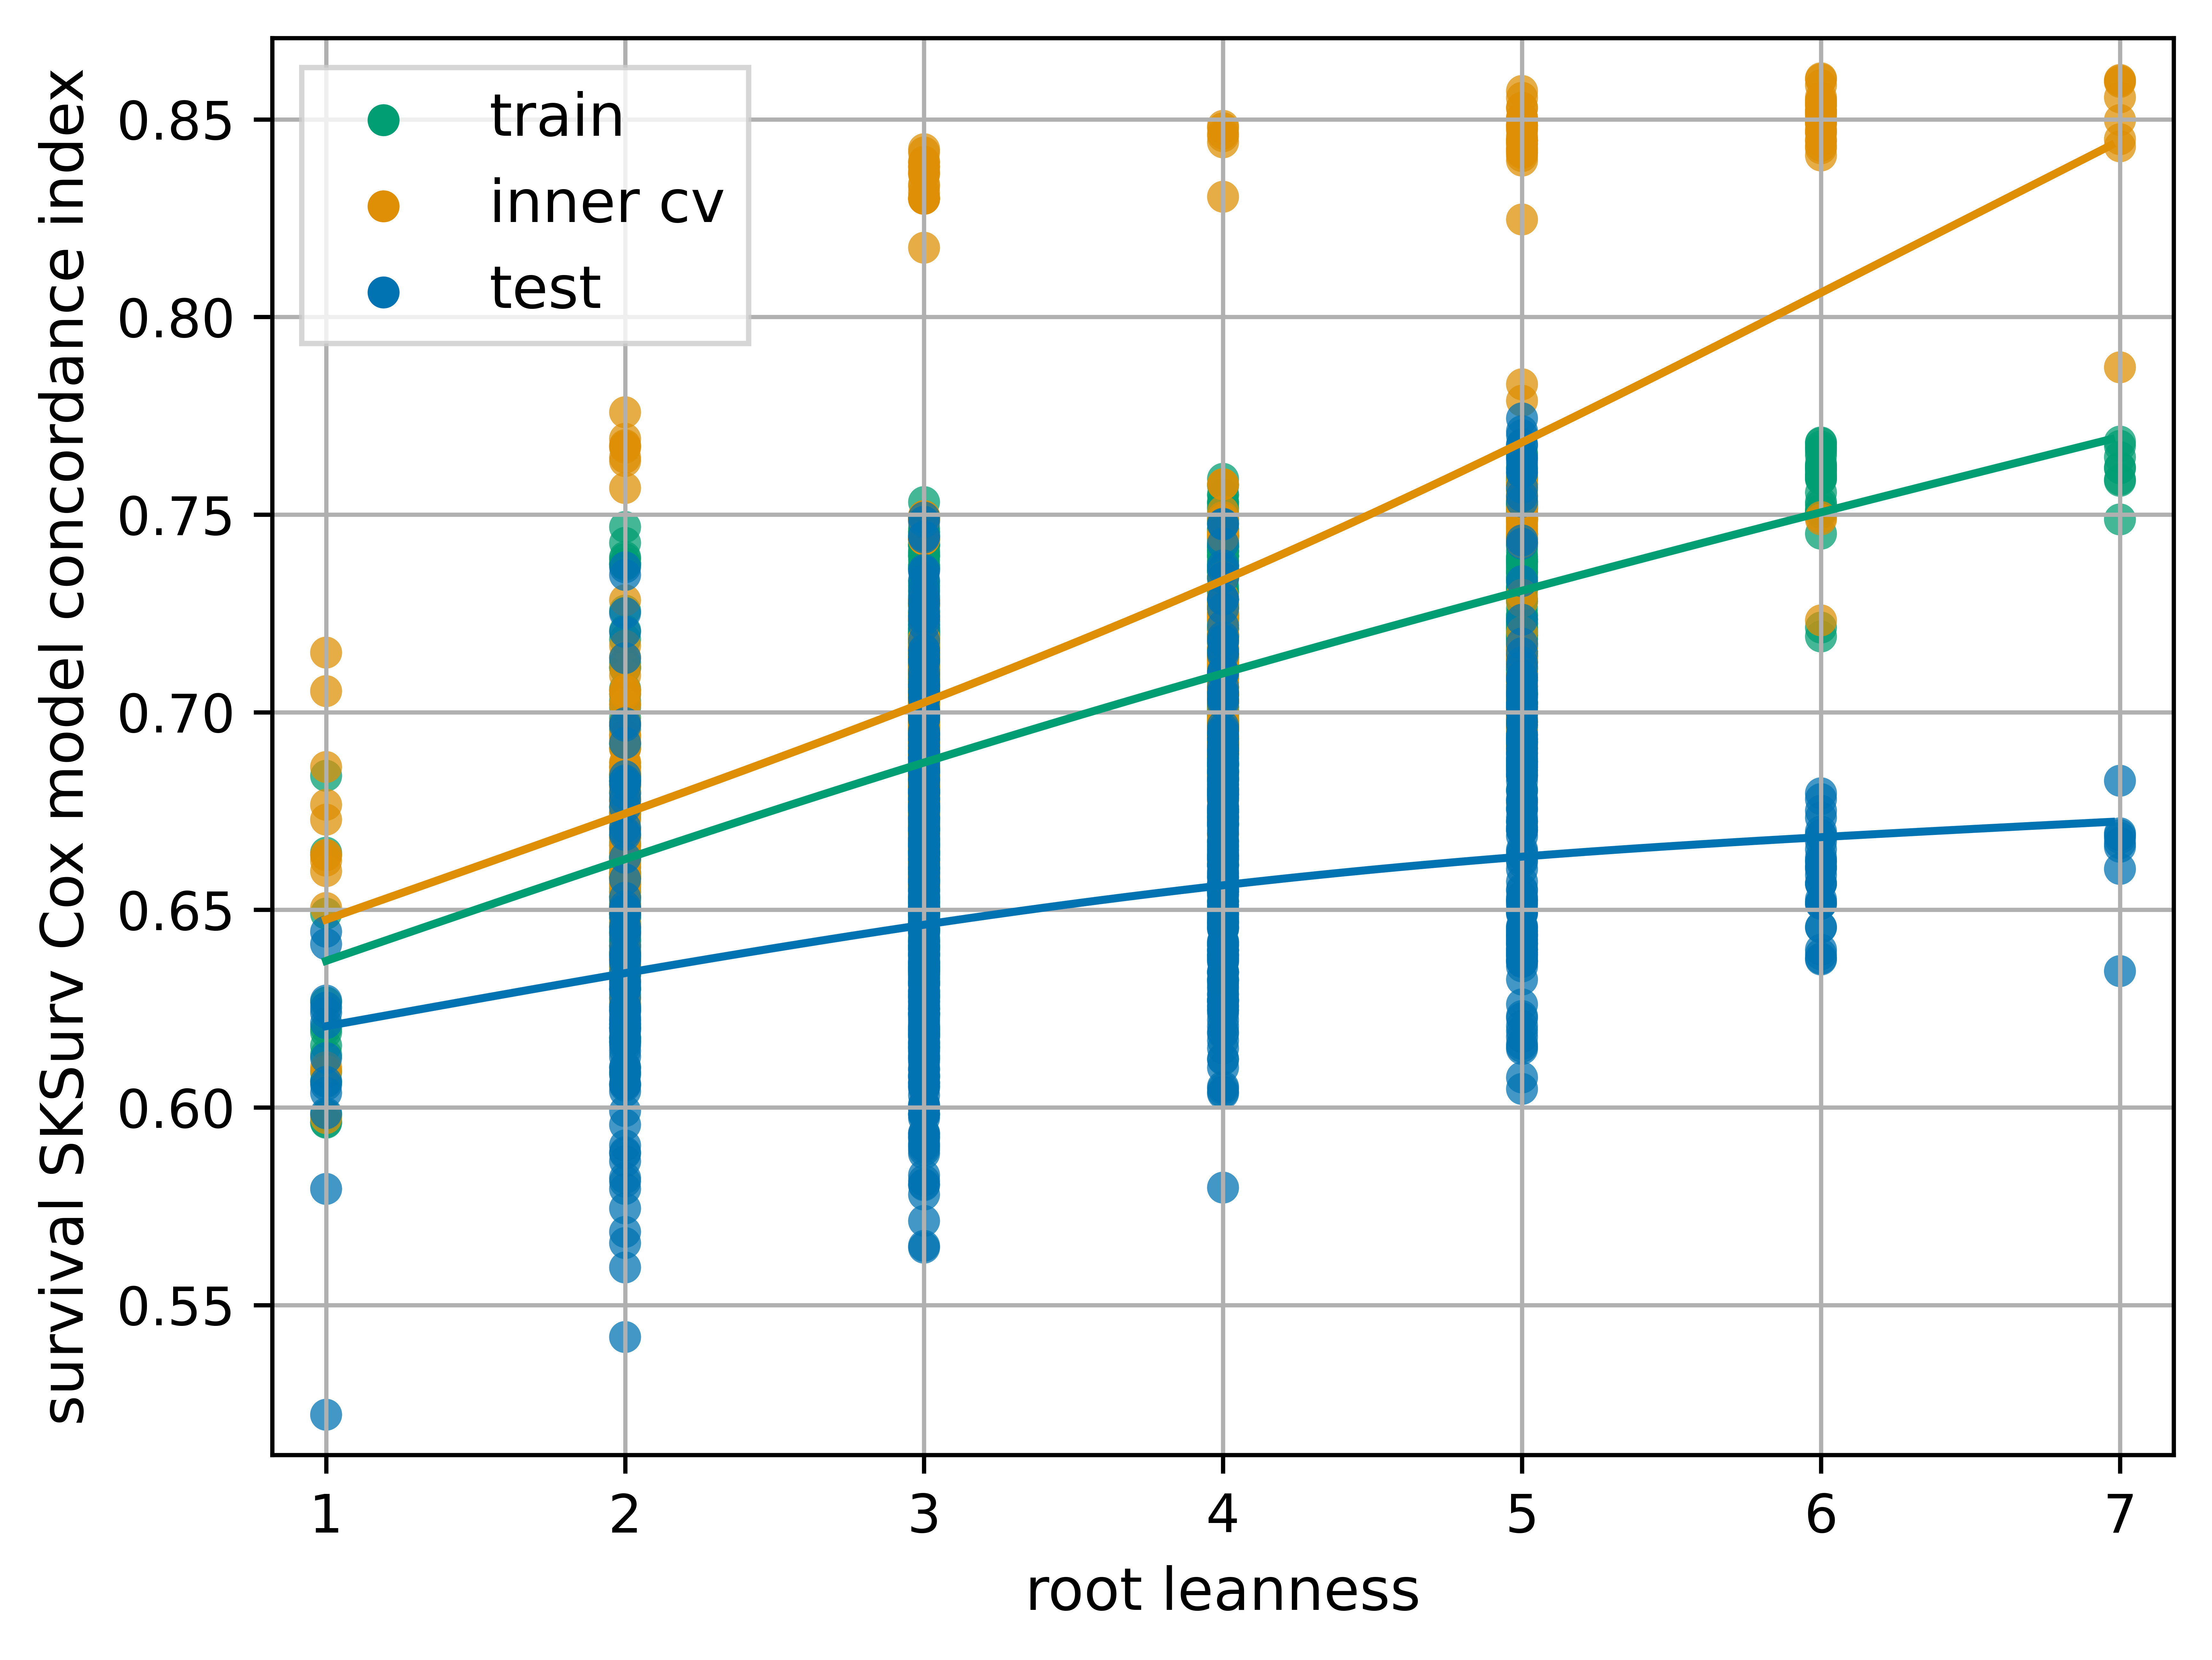 survival SKSurv Cox model concordance index
0.85
0.80
0.75
0.70
0.65
0.60
0.55
train
inner cv
test
1 2 3 4 5 6 7
root leanness